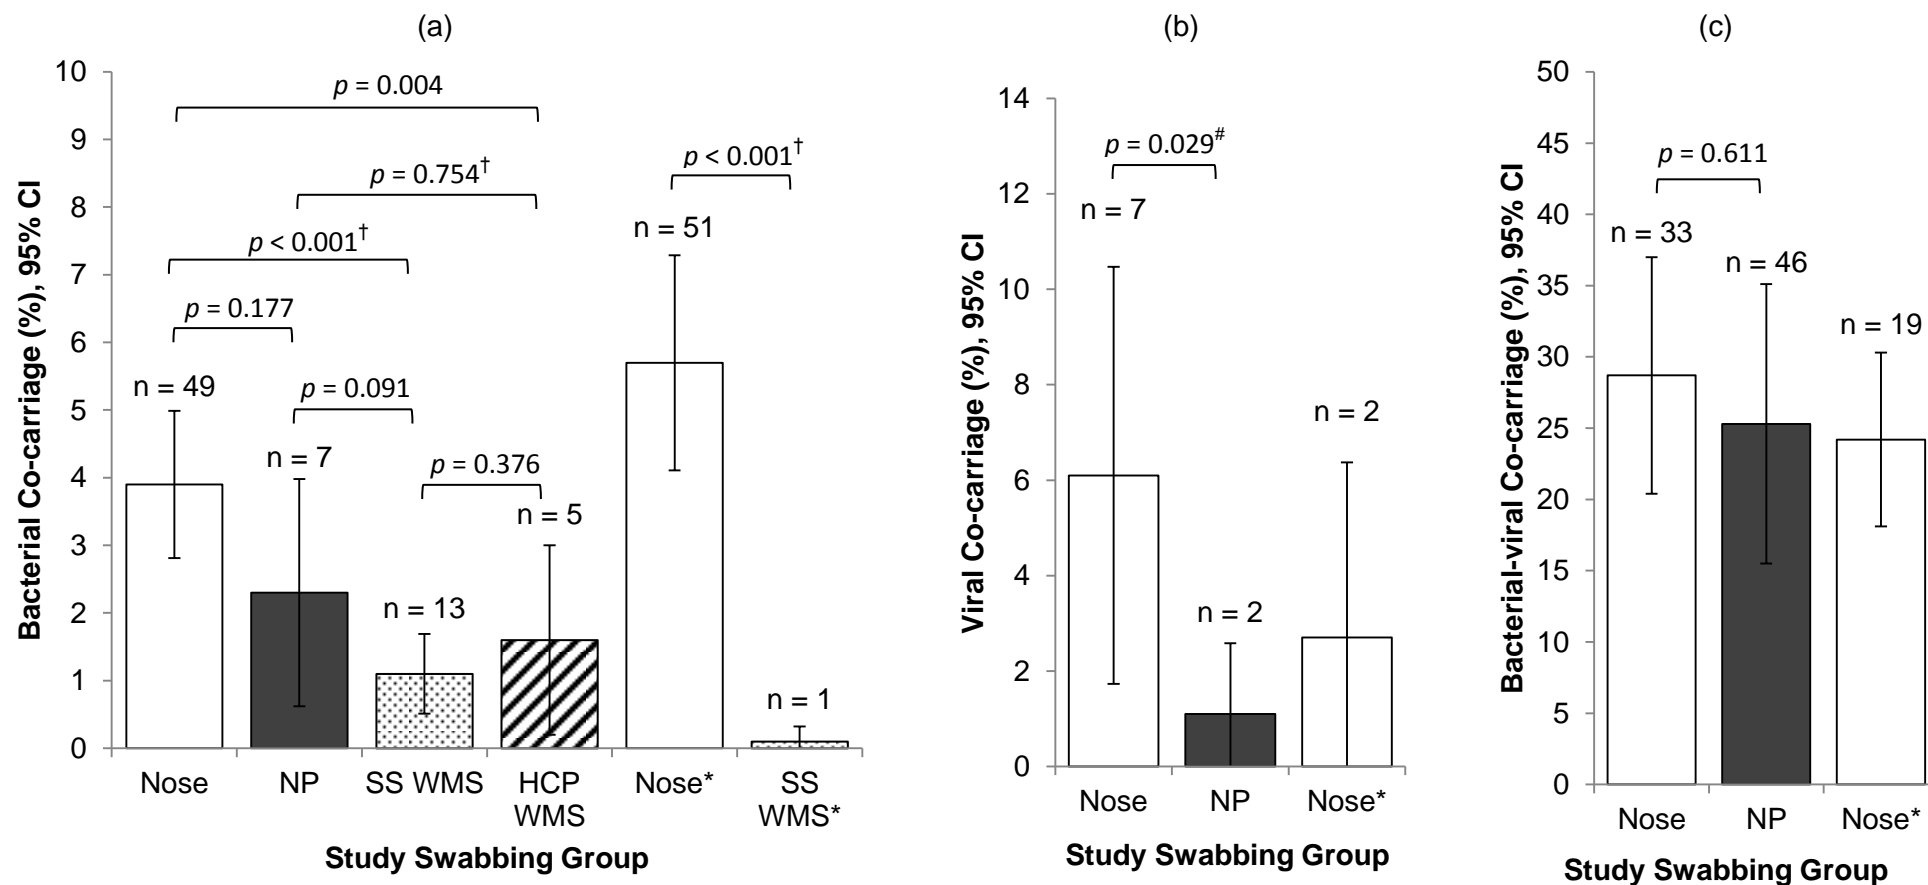 (a)
Bacterial Co-carriage (%), 95% CI
10
9
8
7
6
5
4
3
2
1
0
p = 0.004
p = 0.754†
p < 0.001†
p = 0.177
p = 0.091
p = 0.376
p < 0.001†
n = 49
n = 7
n = 13
n = 5
n = 51
n = 1
Nose
NP
SS WMS
HCP
WMS
Nose*
SS
WMS*
Study Swabbing Group
(b)
Viral Co-carriage (%), 95% CI
14
12
10
8
6
4
2
0
p = 0.029#
n = 7
n = 2
n = 2
Nose
NP
Nose*
Study Swabbing Group
(c)
Bacterial-viral Co-carriage (%), 95% CI
50
45
40
35
30
25
20
15
10
5
0
p = 0.611
n = 33
n = 46
n = 19
Nose
NP
Nose*
Study Swabbing Group